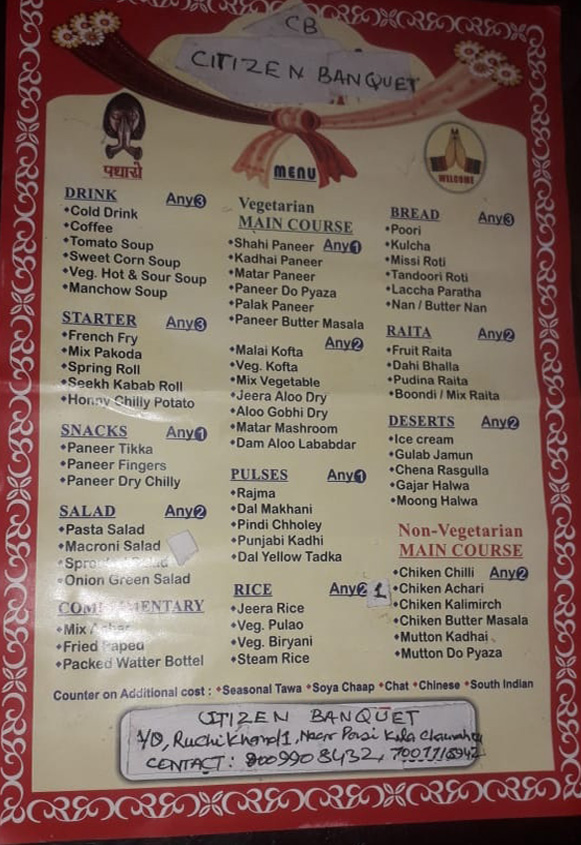 CB
CITIZEN BANQUET
पधारो
MENU
WELCOME
DRINK Any3
Cold Drink
Coffee
Tomato Soup
Sweet Corn Soup
Veg. Hot & Sour Soup
Manchow Soup
STARTER Any3
French Fry
Mix Pakoda
Spring Roll
Seekh Kabab Roll
Honny Chilly Potato
SNACKS Any1
Paneer Tikka
Paneer Fingers
Paneer Dry Chilly
SALAD Any2
Pasta Salad
Macroni Salad
Onion Green Salad
Mix
Fried
Packed Watter Bottel
Vegetarian
MAIN COURSE
Shahi Paneer Any1
Kadhai Paneer
Matar Paneer
Paneer Do Pyaza
Palak Paneer
Paneer Butter Masala
Any2
Malai Kofta
Veg. Kofta
Mix Vegetable
Jeera Aloo Dry
Aloo Gobhi Dry
Matar Mashroom
Dam Aloo Lababdar
PULSES Any1
Rajma
Dal Makhani
Pindi Chholey
Punjabi Kadhi
Dal Yellow Tadka
RICE Any2 1
Jeera Rice
Veg. Pulao
Veg. Biryani
Steam Rice
BREAD Any3
Poori
Kulcha
Missi Roti
Tandoori Roti
Laccha Paratha
Nan / Butter Nan
RAITA Any2
Fruit Raita
Dahi Bhalla
Pudina Raita
Boondi / Mix Raita
DESERTS Any2
Ice cream
Gulab Jamun
Chena Rasgulla
Gajar Halwa
Moong Halwa
Non-Vegetarian
MAIN COURSE
Chiken Chilli Any2
Chiken Achari
Chiken Kalimirch
Chiken Butter Masala
Mutton Kadhai
Mutton Do Pyaza
Counter on Additional cost : Seasonal Tawa Soya Chaap Chat Chinese South Indian
CITIZEN BANQUET
Ruchi Khand 1, Near
CONTACT :